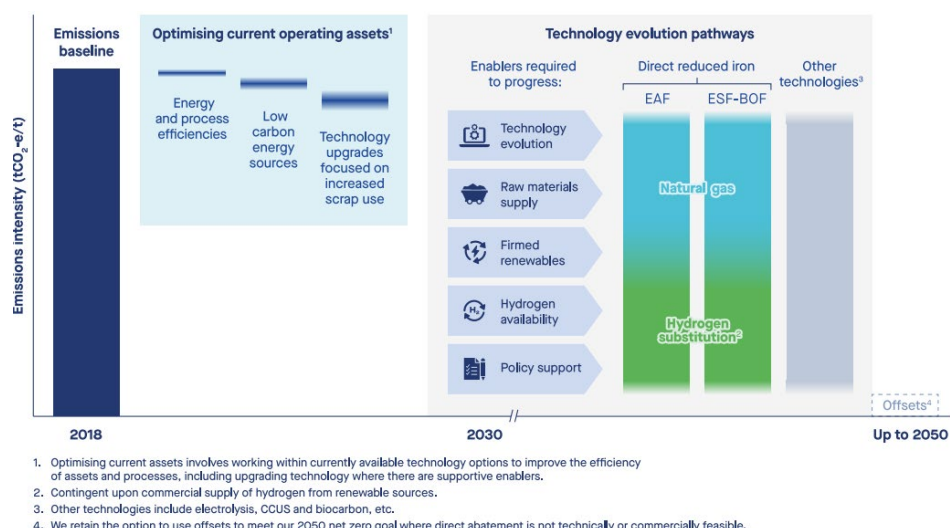 Emissions
baseline
Optimising current operating assets¹
Technology evolution pathways
Emissions intensity (tCO₂-e/t)
Energy
and process
efficiencies
Low
carbon
energy
sources
Technology
upgrades
focused on
increased
scrap use
Enablers required
to progress:
Technology
evolution
Raw materials
supply
Firmed
renewables
H₂
Hydrogen
availability
Policy support
Direct reduced iron
EAF
ESF-BOF
Other
technologies³
Natural gas
Hydrogen
substitution²
Offsets⁴
2018
2030
Up to 2050
1. Optimising current assets involves working within currently available technology options to improve the efficiency
of assets and processes, including upgrading technology where there are supportive enablers.
2. Contingent upon commercial supply of hydrogen from renewable sources.
3. Other technologies include electrolysis, CCUS and biocarbon, etc.
4. We retain the option to use offsets to meet our 2050 net zero goal where direct abatement is not technically or commercially feasible.